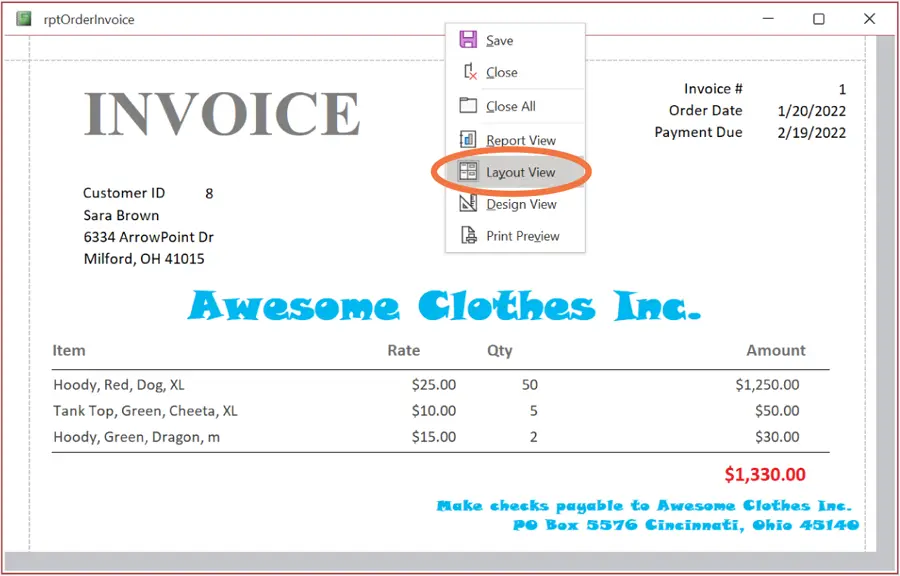 rptOrderInvoice
Save
Close
Close All
Report View
Layout View
Design View
Print Preview
INVOICE
Invoice # 1
Order Date 1/20/2022
Payment Due 2/19/2022
Customer ID 8
Sara Brown
6334 ArrowPoint Dr
Milford, OH 41015
Awesome Clothes Inc.
Item Rate Qty Amount
Hoody, Red, Dog, XL $25.00 50 $1,250.00
Tank Top, Green, Cheeta, XL $10.00 5 $50.00
Hoody, Green, Dragon, m $15.00 2 $30.00
$1,330.00
Make checks payable to Awesome Clothes Inc.
PO Box 5576 Cincinnati, Ohio 45140